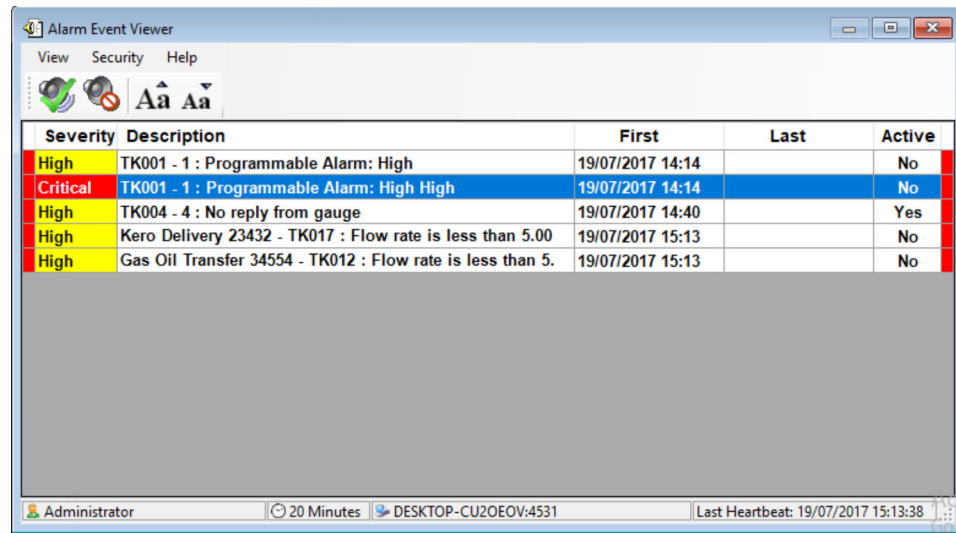 Alarm Event Viewer
View Security Help
Aa Aa
Severity Description First Last Active
High TK001 - 1 : Programmable Alarm: High 19/07/2017 14:14 No
Critical TK001 - 1 : Programmable Alarm: High High 19/07/2017 14:14 No
High TK004 - 4 : No reply from gauge 19/07/2017 14:40 Yes
High Kero Delivery 23432 - TK017 : Flow rate is less than 5.00 19/07/2017 15:13 No
High Gas Oil Transfer 34554 - TK012 : Flow rate is less than 5. 19/07/2017 15:13 No
Administrator 20 Minutes DESKTOP-CU2OEOV:4531 Last Heartbeat: 19/07/2017 15:13:38